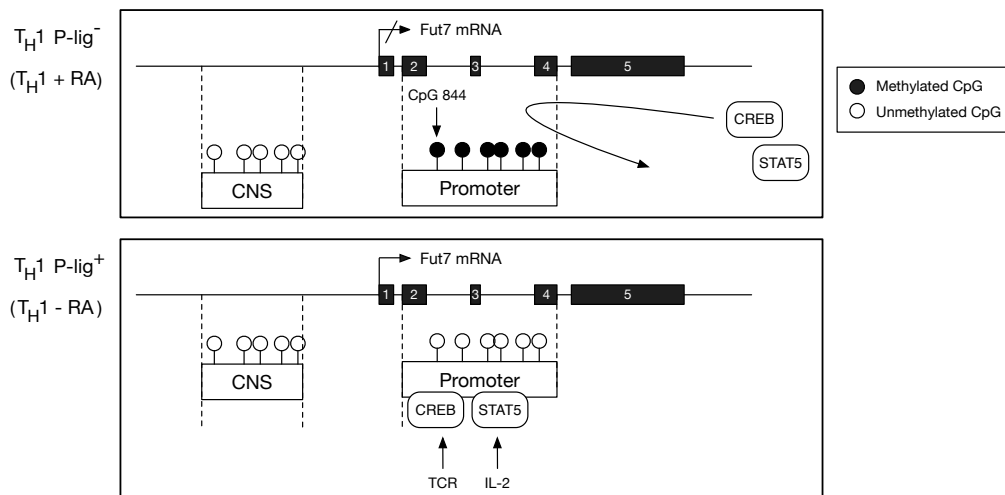 TH1 P-lig-
(TH1 + RA)
Fut7 mRNA
1 2 3 4 5
CpG 844
CREB
STAT5
CNS
Promoter
Methylated CpG
Unmethylated CpG
TH1 P-lig+
(TH1 - RA)
Fut7 mRNA
1 2 3 4 5
CNS
Promoter
CREB STAT5
TCR IL-2